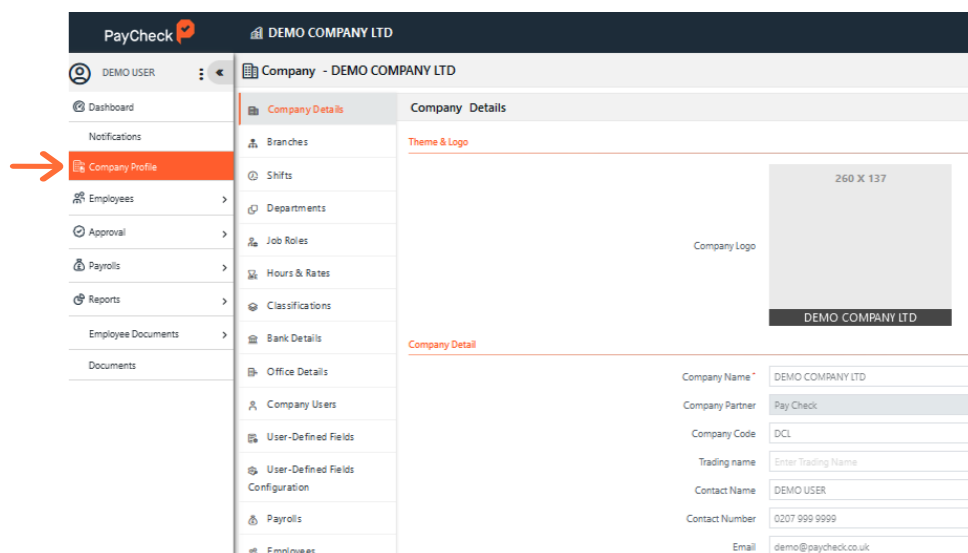 PayCheck
DEMO COMPANY LTD
DEMO USER
Company - DEMO COMPANY LTD
Dashboard
Notifications
Company Profile
Employees
Approval
Payrolls
Reports
Employee Documents
Documents
Company Details
Branches
Shifts
Departments
Job Roles
Hours & Rates
Classifications
Bank Details
Office Details
Company Users
User-Defined Fields
User-Defined Fields
Configuration
Payrolls
Employees
Company Details
Theme & Logo
260 X 137
Company Logo
DEMO COMPANY LTD
Company Detail
Company Name * DEMO COMPANY LTD
Company Partner Pay Check
Company Code DCL
Trading name Enter Trading Name
Contact Name DEMO USER
Contact Number 0207 999 9999
Email demo@paycheck.co.uk